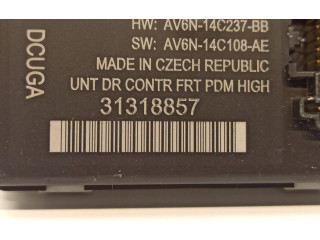 HW: AV6N-14C237-BB
SW: AV6N-14C108-AE
MADE IN CZECH REPUBLIC
UNT DR CONTR FRT PDM HIGH
31318857
DCUGA